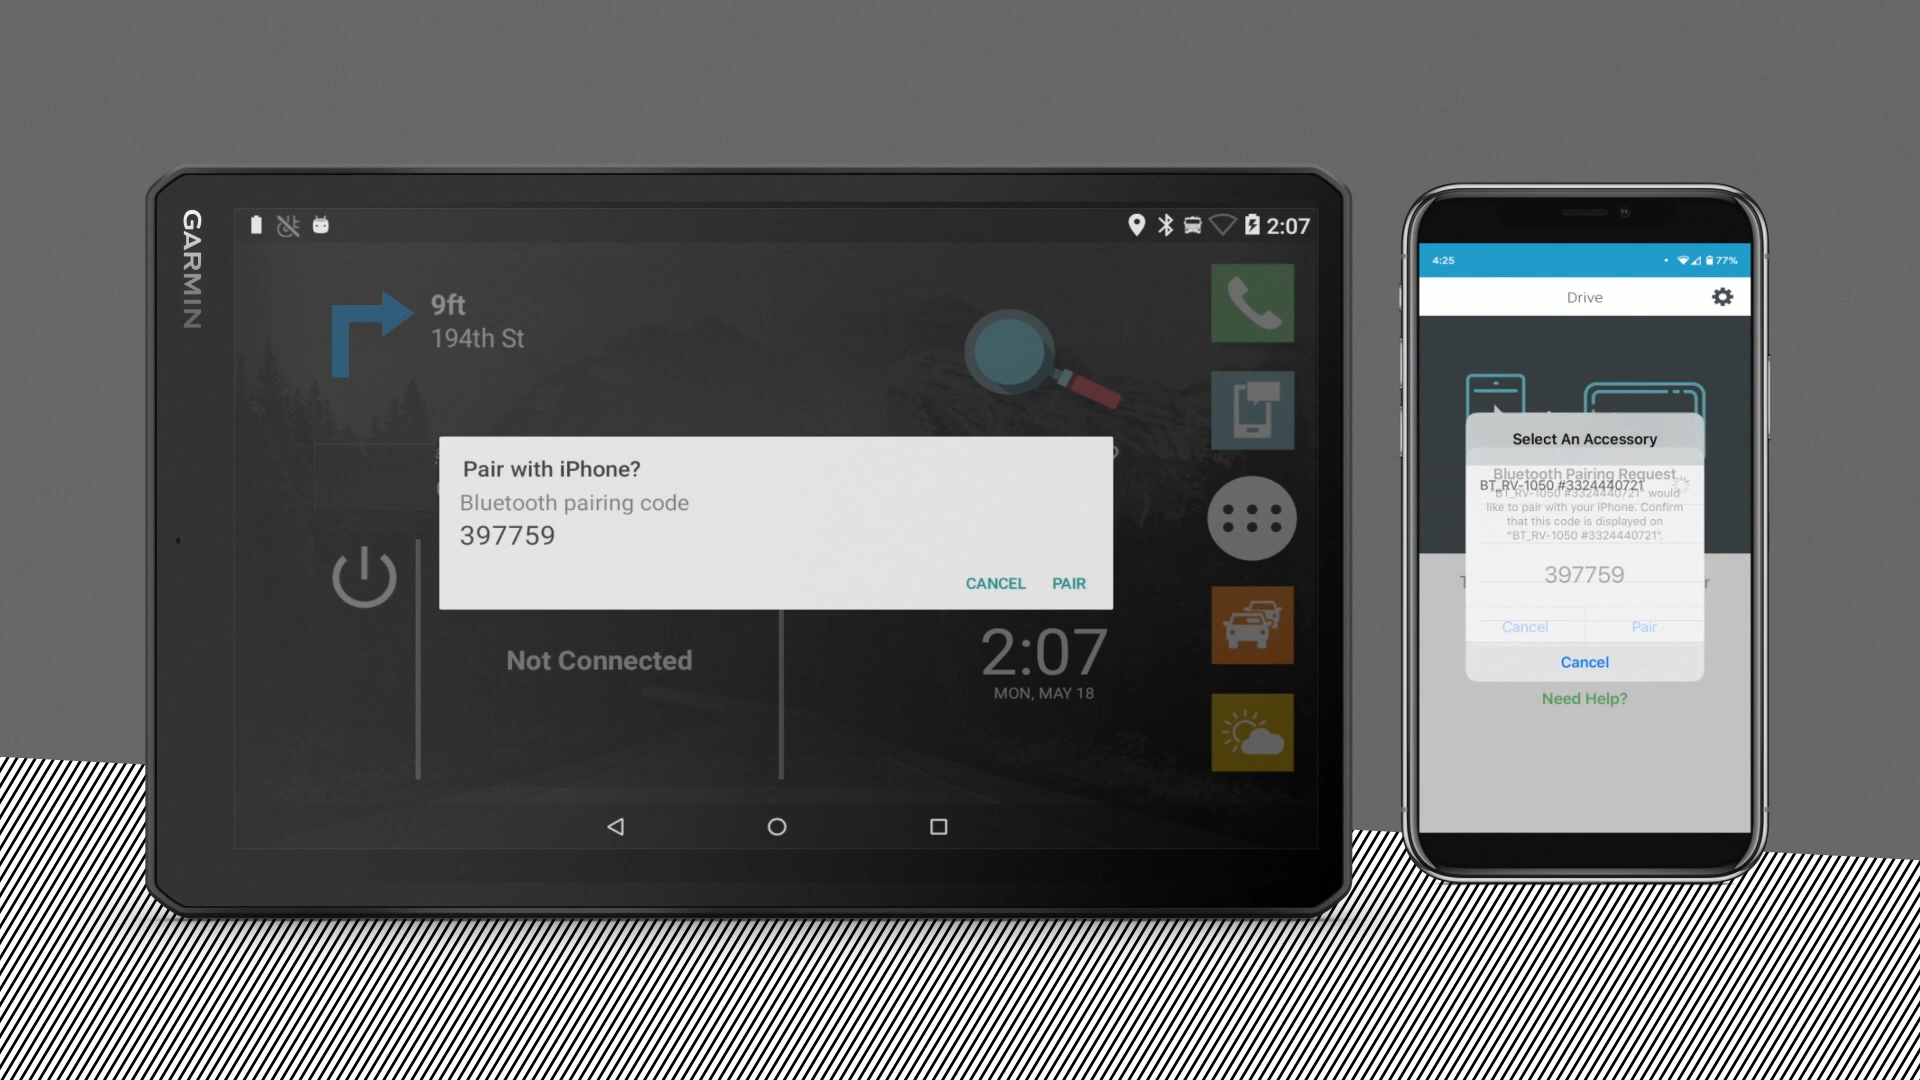 GARMIN
2:07
9ft
194th St
Pair with iPhone?
Bluetooth pairing code
397759
CANCEL PAIR
Not Connected
2:07
MON, MAY 18
4:25
77%
Drive
Select An Accessory
Bluetooth Pairing Request
BT_RV-1050 #3324440721
"BT_RV-1050 #3324440721" would
like to pair with your iPhone. Confirm
that this code is displayed on
"BT_RV-1050 #3324440721".
397759
Cancel Pair
Cancel
Need Help?